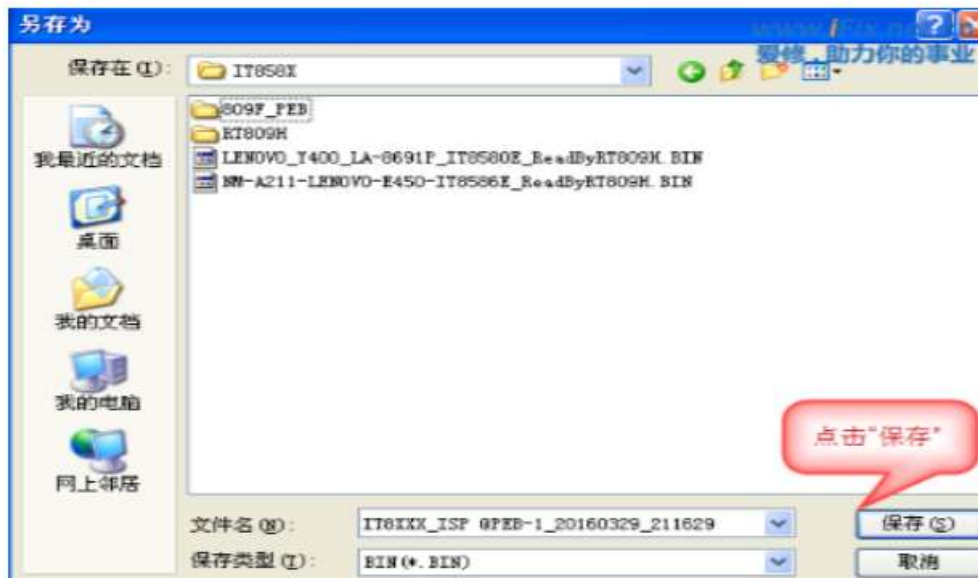 另存为
爱修，助力你的事业
保存在(I):
IT858X
我最近的文档
桌面
我的文档
我的电脑
网上邻居
809F_PEB
RT809H
LENOVO_Y400_LA-8691P_IT8580E_ReadByRT809H.BIN
NM-A211-LENOVO-E450-IT8586E_ReadByRT809H.BIN
点击“保存”
文件名(N):
IT8XXX_ISP @PEB-1_20160329_211629
保存(S)
保存类型(T):
BIN(*.BIN)
取消